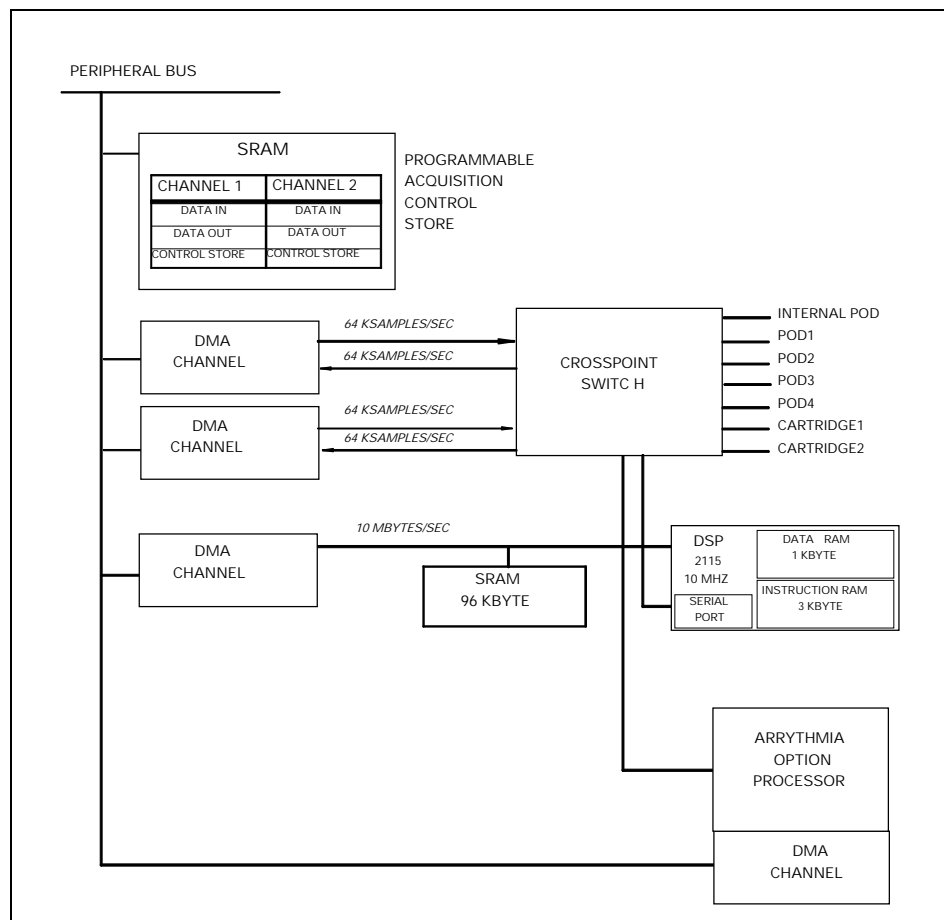 PERIPHERAL BUS
SRAM
CHANNEL 1 CHANNEL 2
DATA IN DATA IN
DATA OUT DATA OUT
CONTROL STORE CONTROL STORE
PROGRAMMABLE
ACQUISITION
CONTROL
STORE
DMA
CHANNEL
64 KSAMPLES/SEC
64 KSAMPLES/SEC
DMA
CHANNEL
64 KSAMPLES/SEC
64 KSAMPLES/SEC
CROSSPOINT
SWITC H
INTERNAL POD
POD1
POD2
POD3
POD4
CARTRIDGE1
CARTRIDGE2
DMA
CHANNEL
10 MBYTES/SEC
SRAM
96 KBYTE
DSP
2115
10 MHZ
SERIAL
PORT
DATA RAM
1 KBYTE
INSTRUCTION RAM
3 KBYTE
ARRYTHMIA
OPTION
PROCESSOR
DMA
CHANNEL